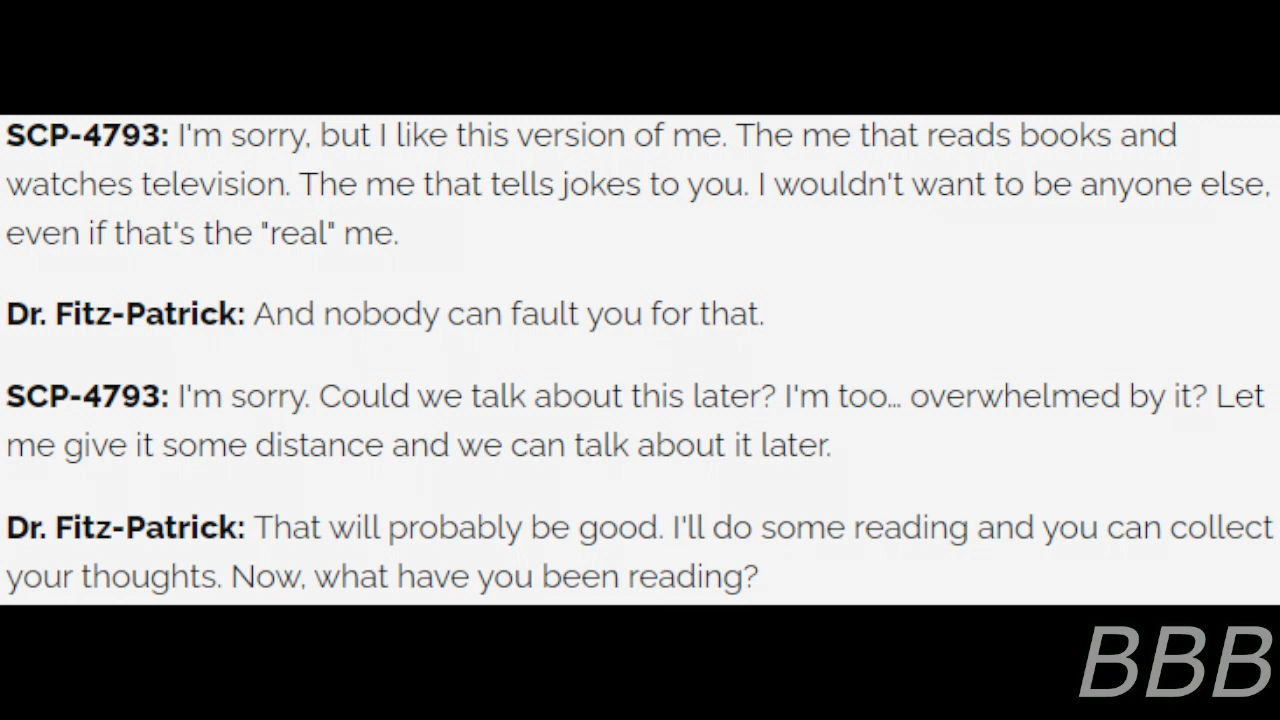 SCP-4793: I'm sorry, but I like this version of me. The me that reads books and
watches television. The me that tells jokes to you. I wouldn't want to be anyone else,
even if that's the "real" me.
Dr. Fitz-Patrick: And nobody can fault you for that.
SCP-4793: I'm sorry. Could we talk about this later? I'm too... overwhelmed by it? Let
me give it some distance and we can talk about it later.
Dr. Fitz-Patrick: That will probably be good. I'll do some reading and you can collect
your thoughts. Now, what have you been reading?
BBB